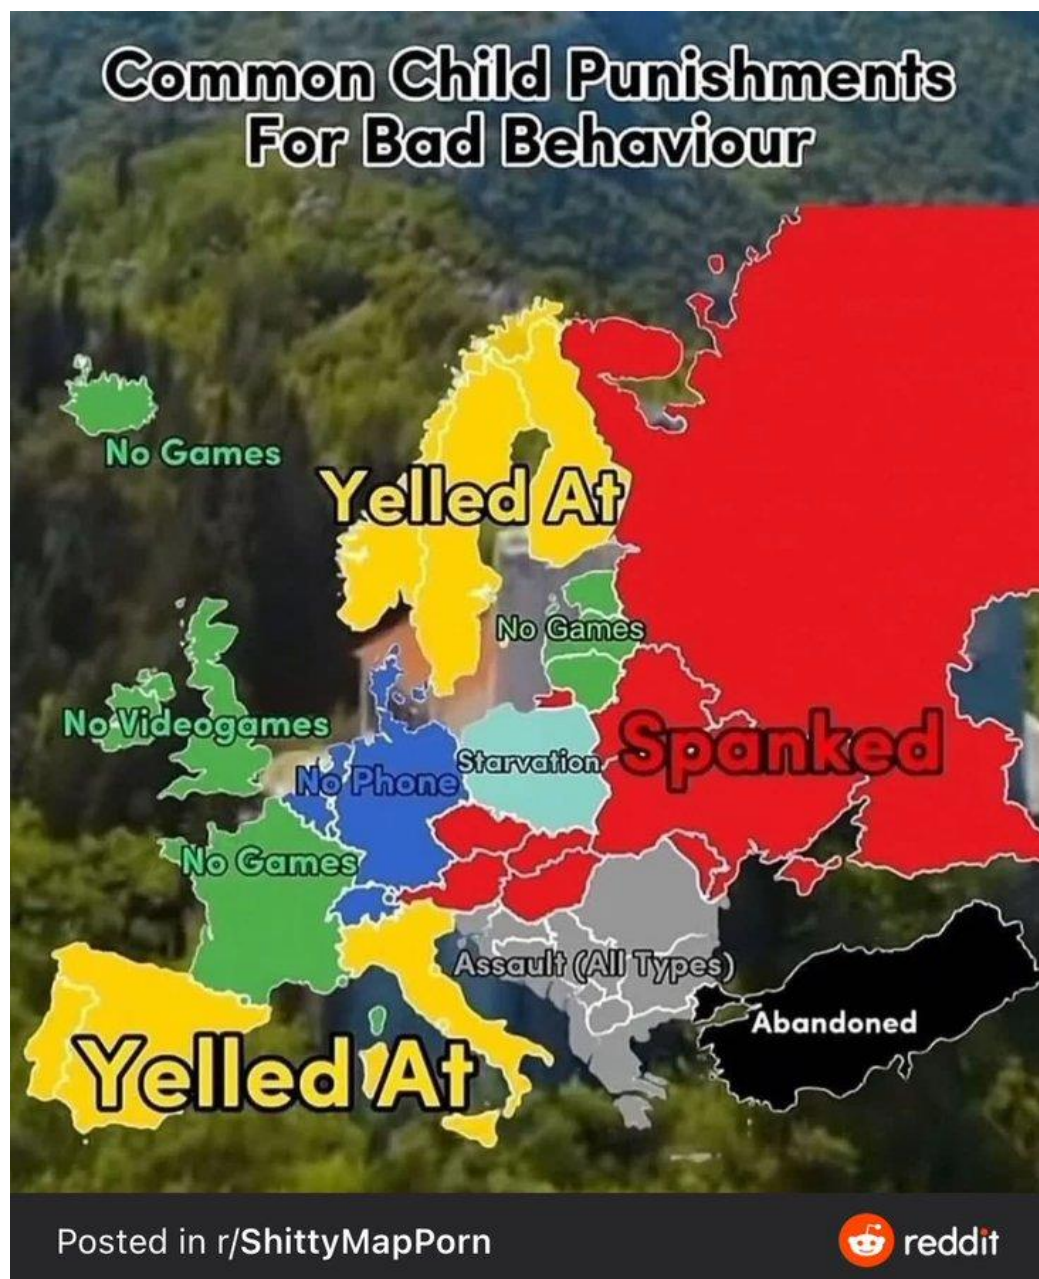 Common Child Punishments
For Bad Behaviour
No Games
Yelled At
No Games
No Videogames
Spanked
Starvation
No Phone
No Games
Assault (All Types)
Abandoned
Yelled At
Posted in r/ShittyMapPorn
reddit